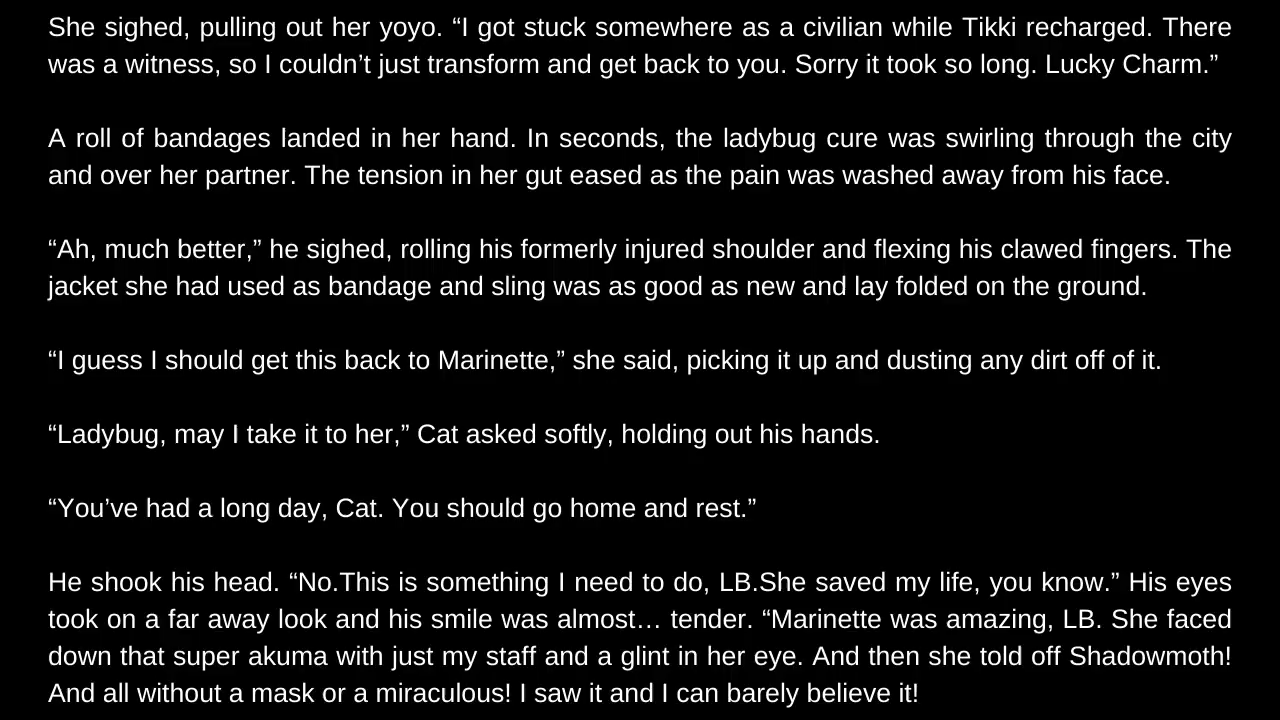 She sighed, pulling out her yoyo. “I got stuck somewhere as a civilian while Tikki recharged. There
was a witness, so I couldn’t just transform and get back to you. Sorry it took so long. Lucky Charm.”
A roll of bandages landed in her hand. In seconds, the ladybug cure was swirling through the city
and over her partner. The tension in her gut eased as the pain was washed away from his face.
“Ah, much better,” he sighed, rolling his formerly injured shoulder and flexing his clawed fingers. The
jacket she had used as bandage and sling was as good as new and lay folded on the ground.
“I guess I should get this back to Marinette,” she said, picking it up and dusting any dirt off of it.
“Ladybug, may I take it to her,” Cat asked softly, holding out his hands.
“You’ve had a long day, Cat. You should go home and rest.”
He shook his head. “No.This is something I need to do, LB.She saved my life, you know.” His eyes
took on a far away look and his smile was almost… tender. “Marinette was amazing, LB. She faced
down that super akuma with just my staff and a glint in her eye. And then she told off Shadowmoth!
And all without a mask or a miraculous! I saw it and I can barely believe it!